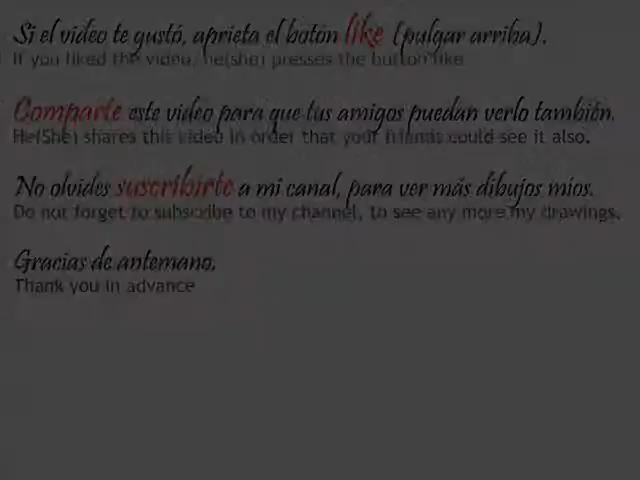 Si el video te gustó, aprieta el botón like (pulgar arriba).
If you liked the video, he(she) presses the button like
Comparte este video para que tus amigos puedan verlo también.
He(She) shares this video in order that your friends could see it also.
No olvides suscribirte a mi canal, para ver más dibujos mios.
Do not forget to subscribe to my channel, to see any more my drawings.
Gracias de antemano.
Thank you in advance